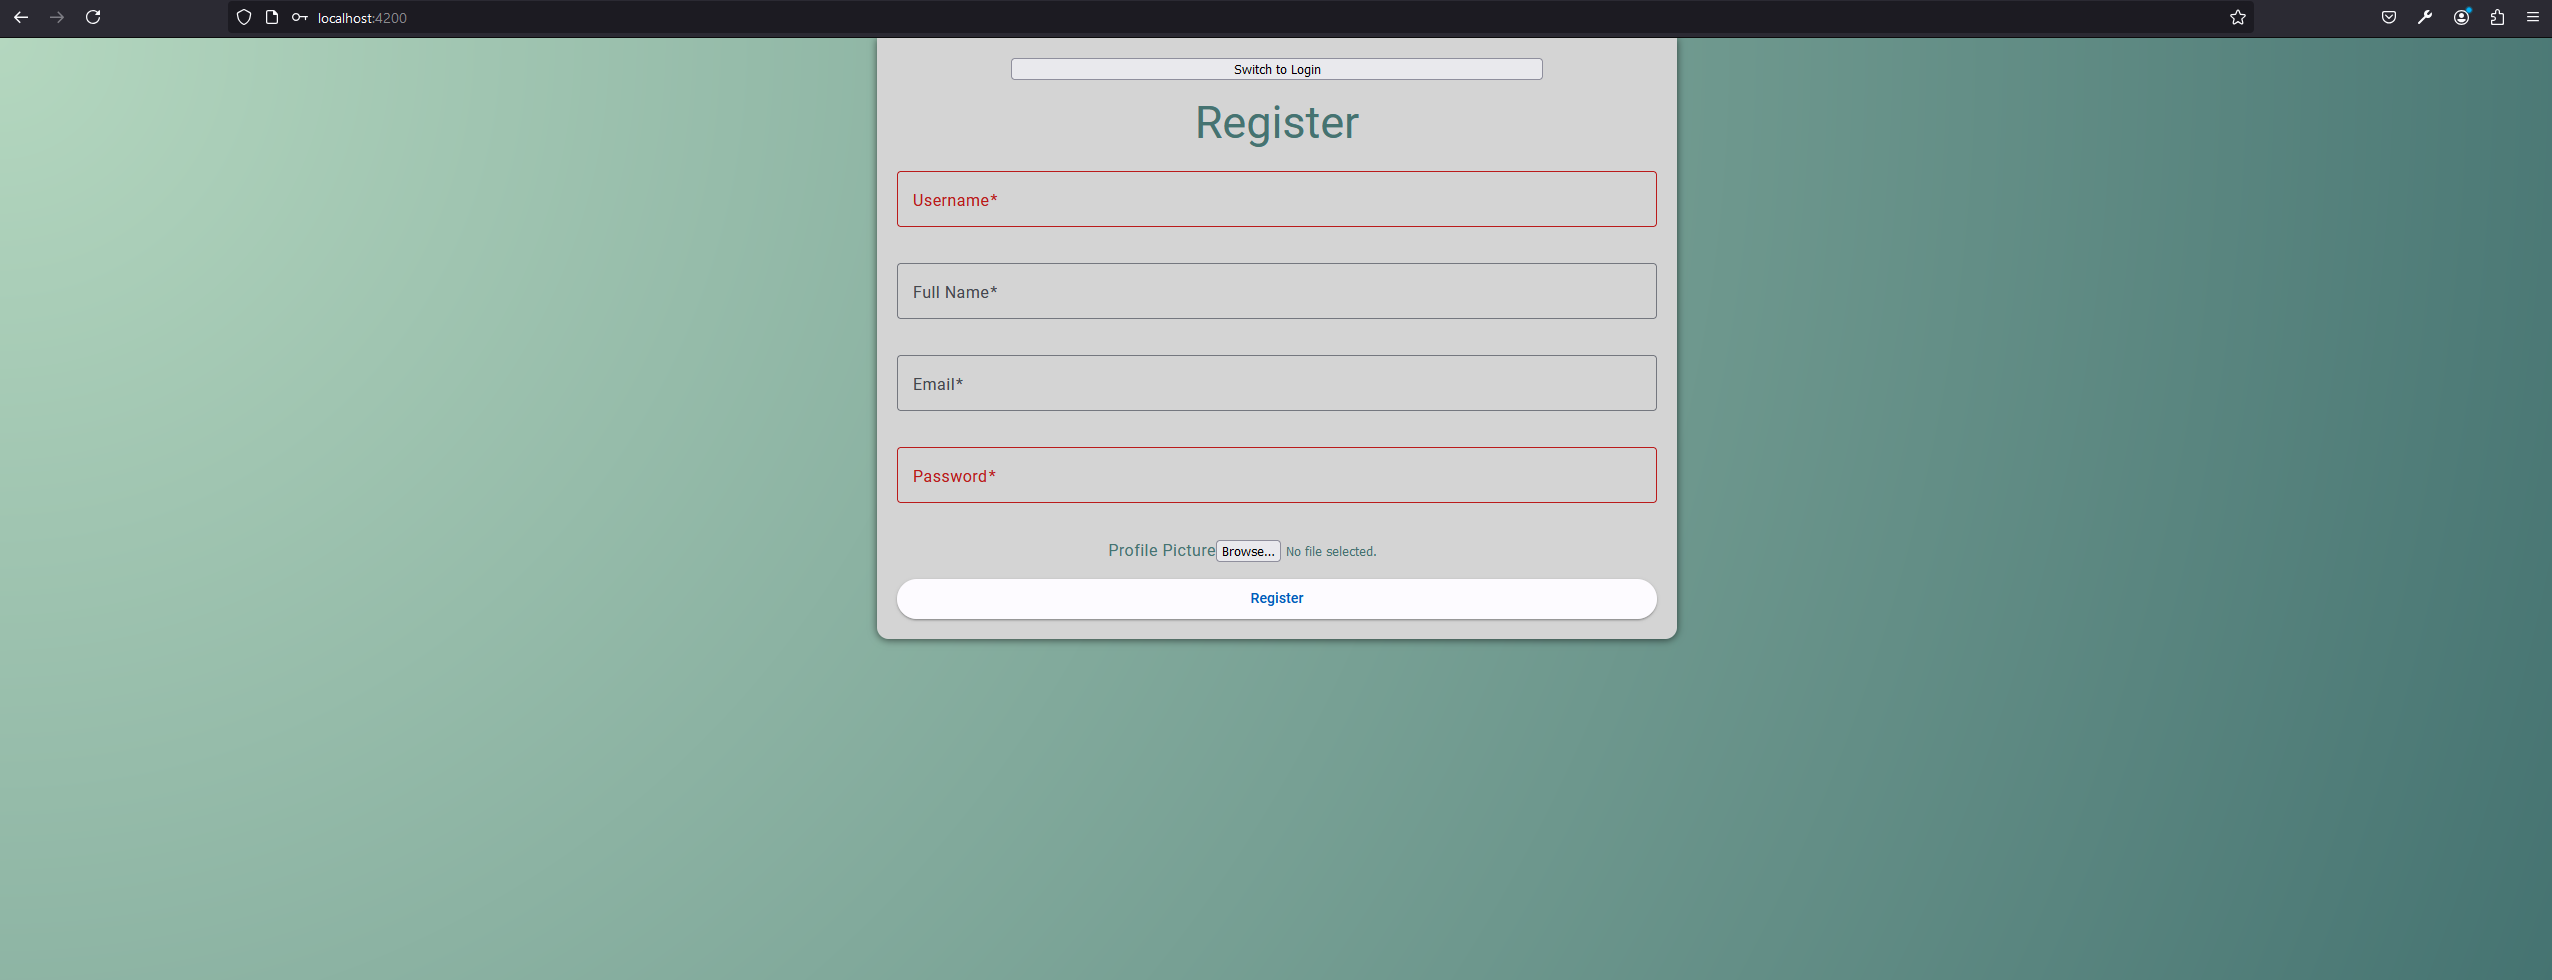 localhost:4200
Switch to Login
Register
Username*
Full Name*
Email*
Password*
Profile Picture Browse... No file selected.
Register